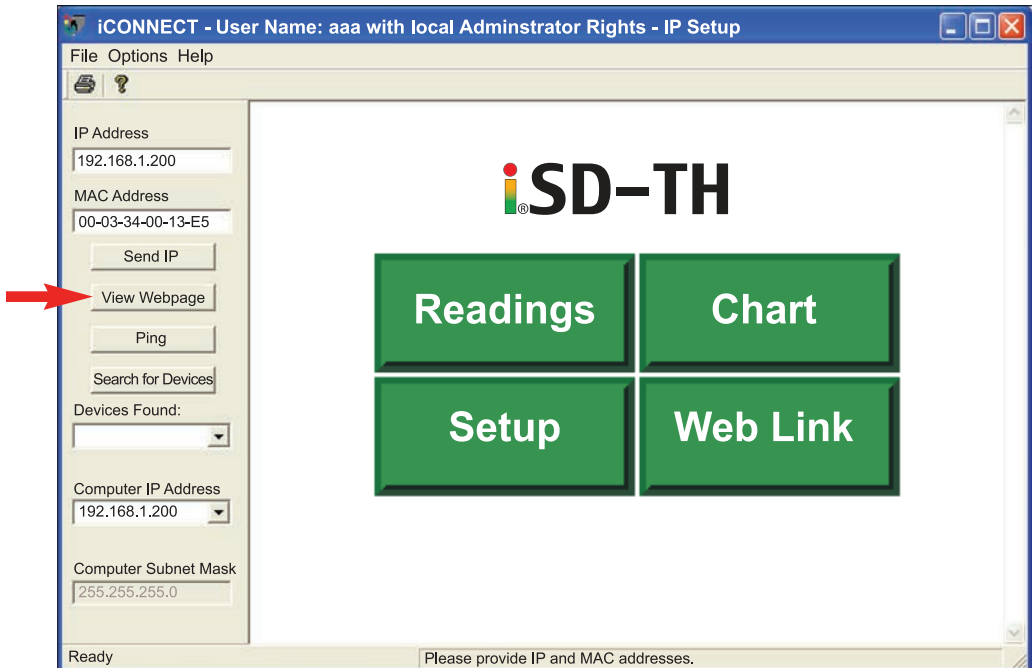 iCONNECT - User Name: aaa with local Adminstrator Rights - IP Setup
File Options Help
IP Address
192.168.1.200
MAC Address
00-03-34-00-13-E5
Send IP
View Webpage
Ping
Search for Devices
Devices Found:
Computer IP Address
192.168.1.200
Computer Subnet Mask
255.255.255.0
i®SD-TH
Readings
Chart
Setup
Web Link
Ready
Please provide IP and MAC addresses.